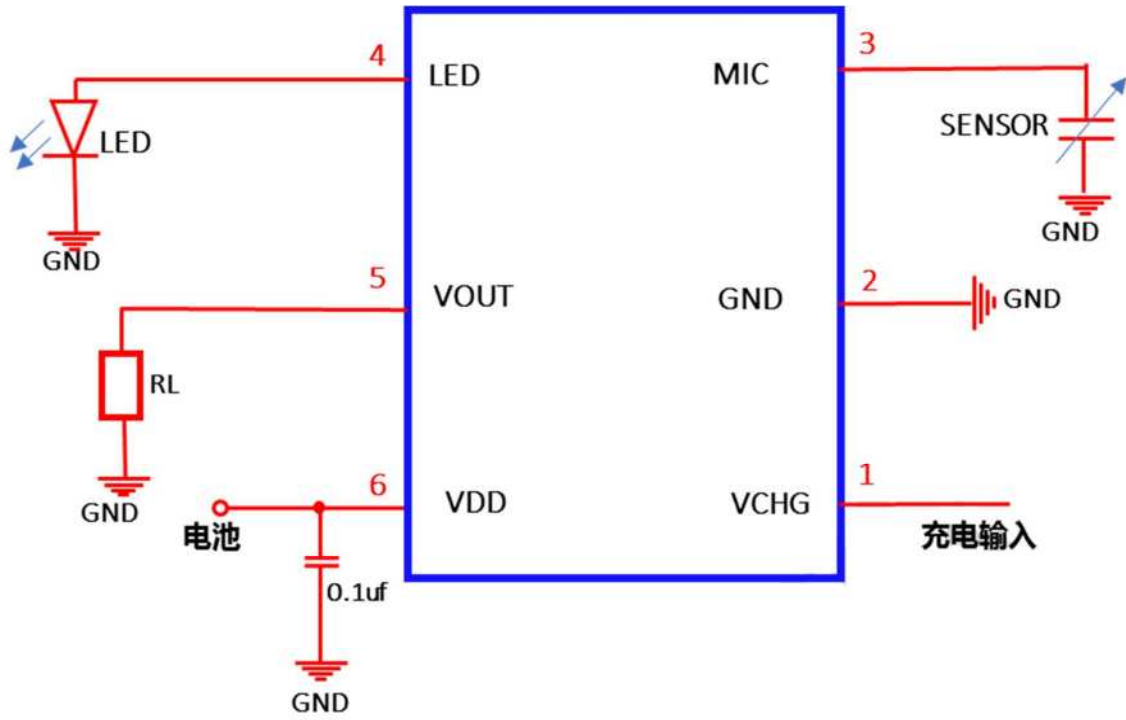 4
3
LED
MIC
LED
SENSOR
GND
GND
5
2
VOUT
GND
GND
RL
GND
6
1
VDD
VCHG
电池
充电输入
0.1uf
GND